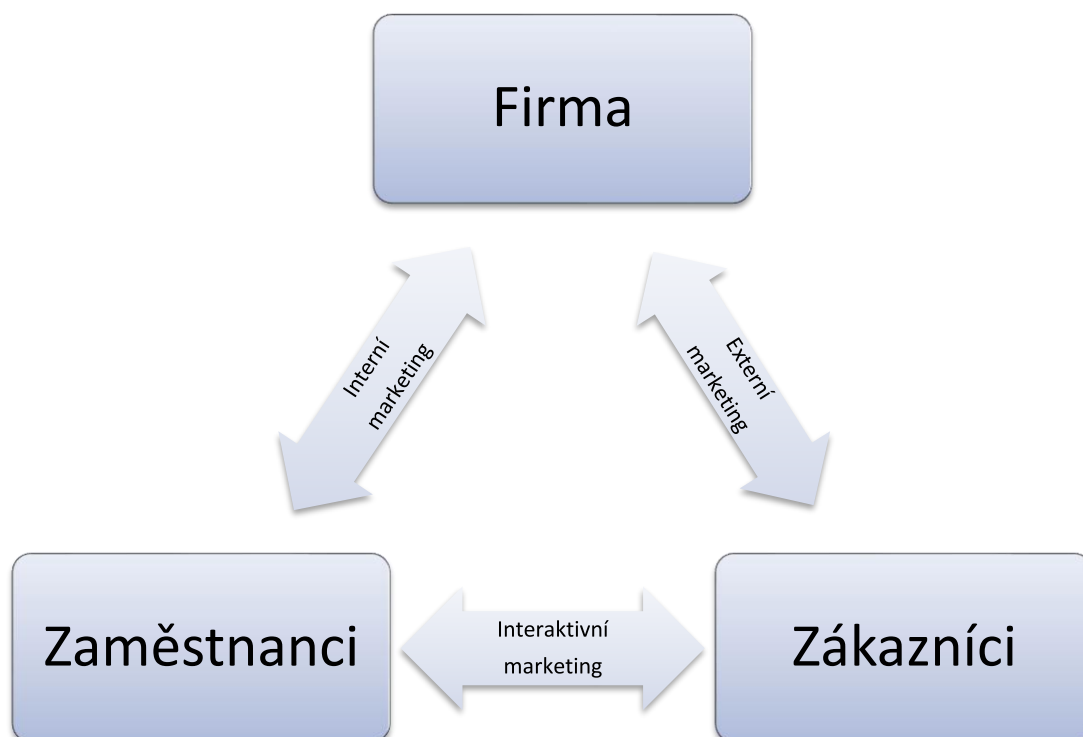 Firma
Interní
marketing
Externí
marketing
Zaměstnanci
Interaktivní
marketing
Zákazníci